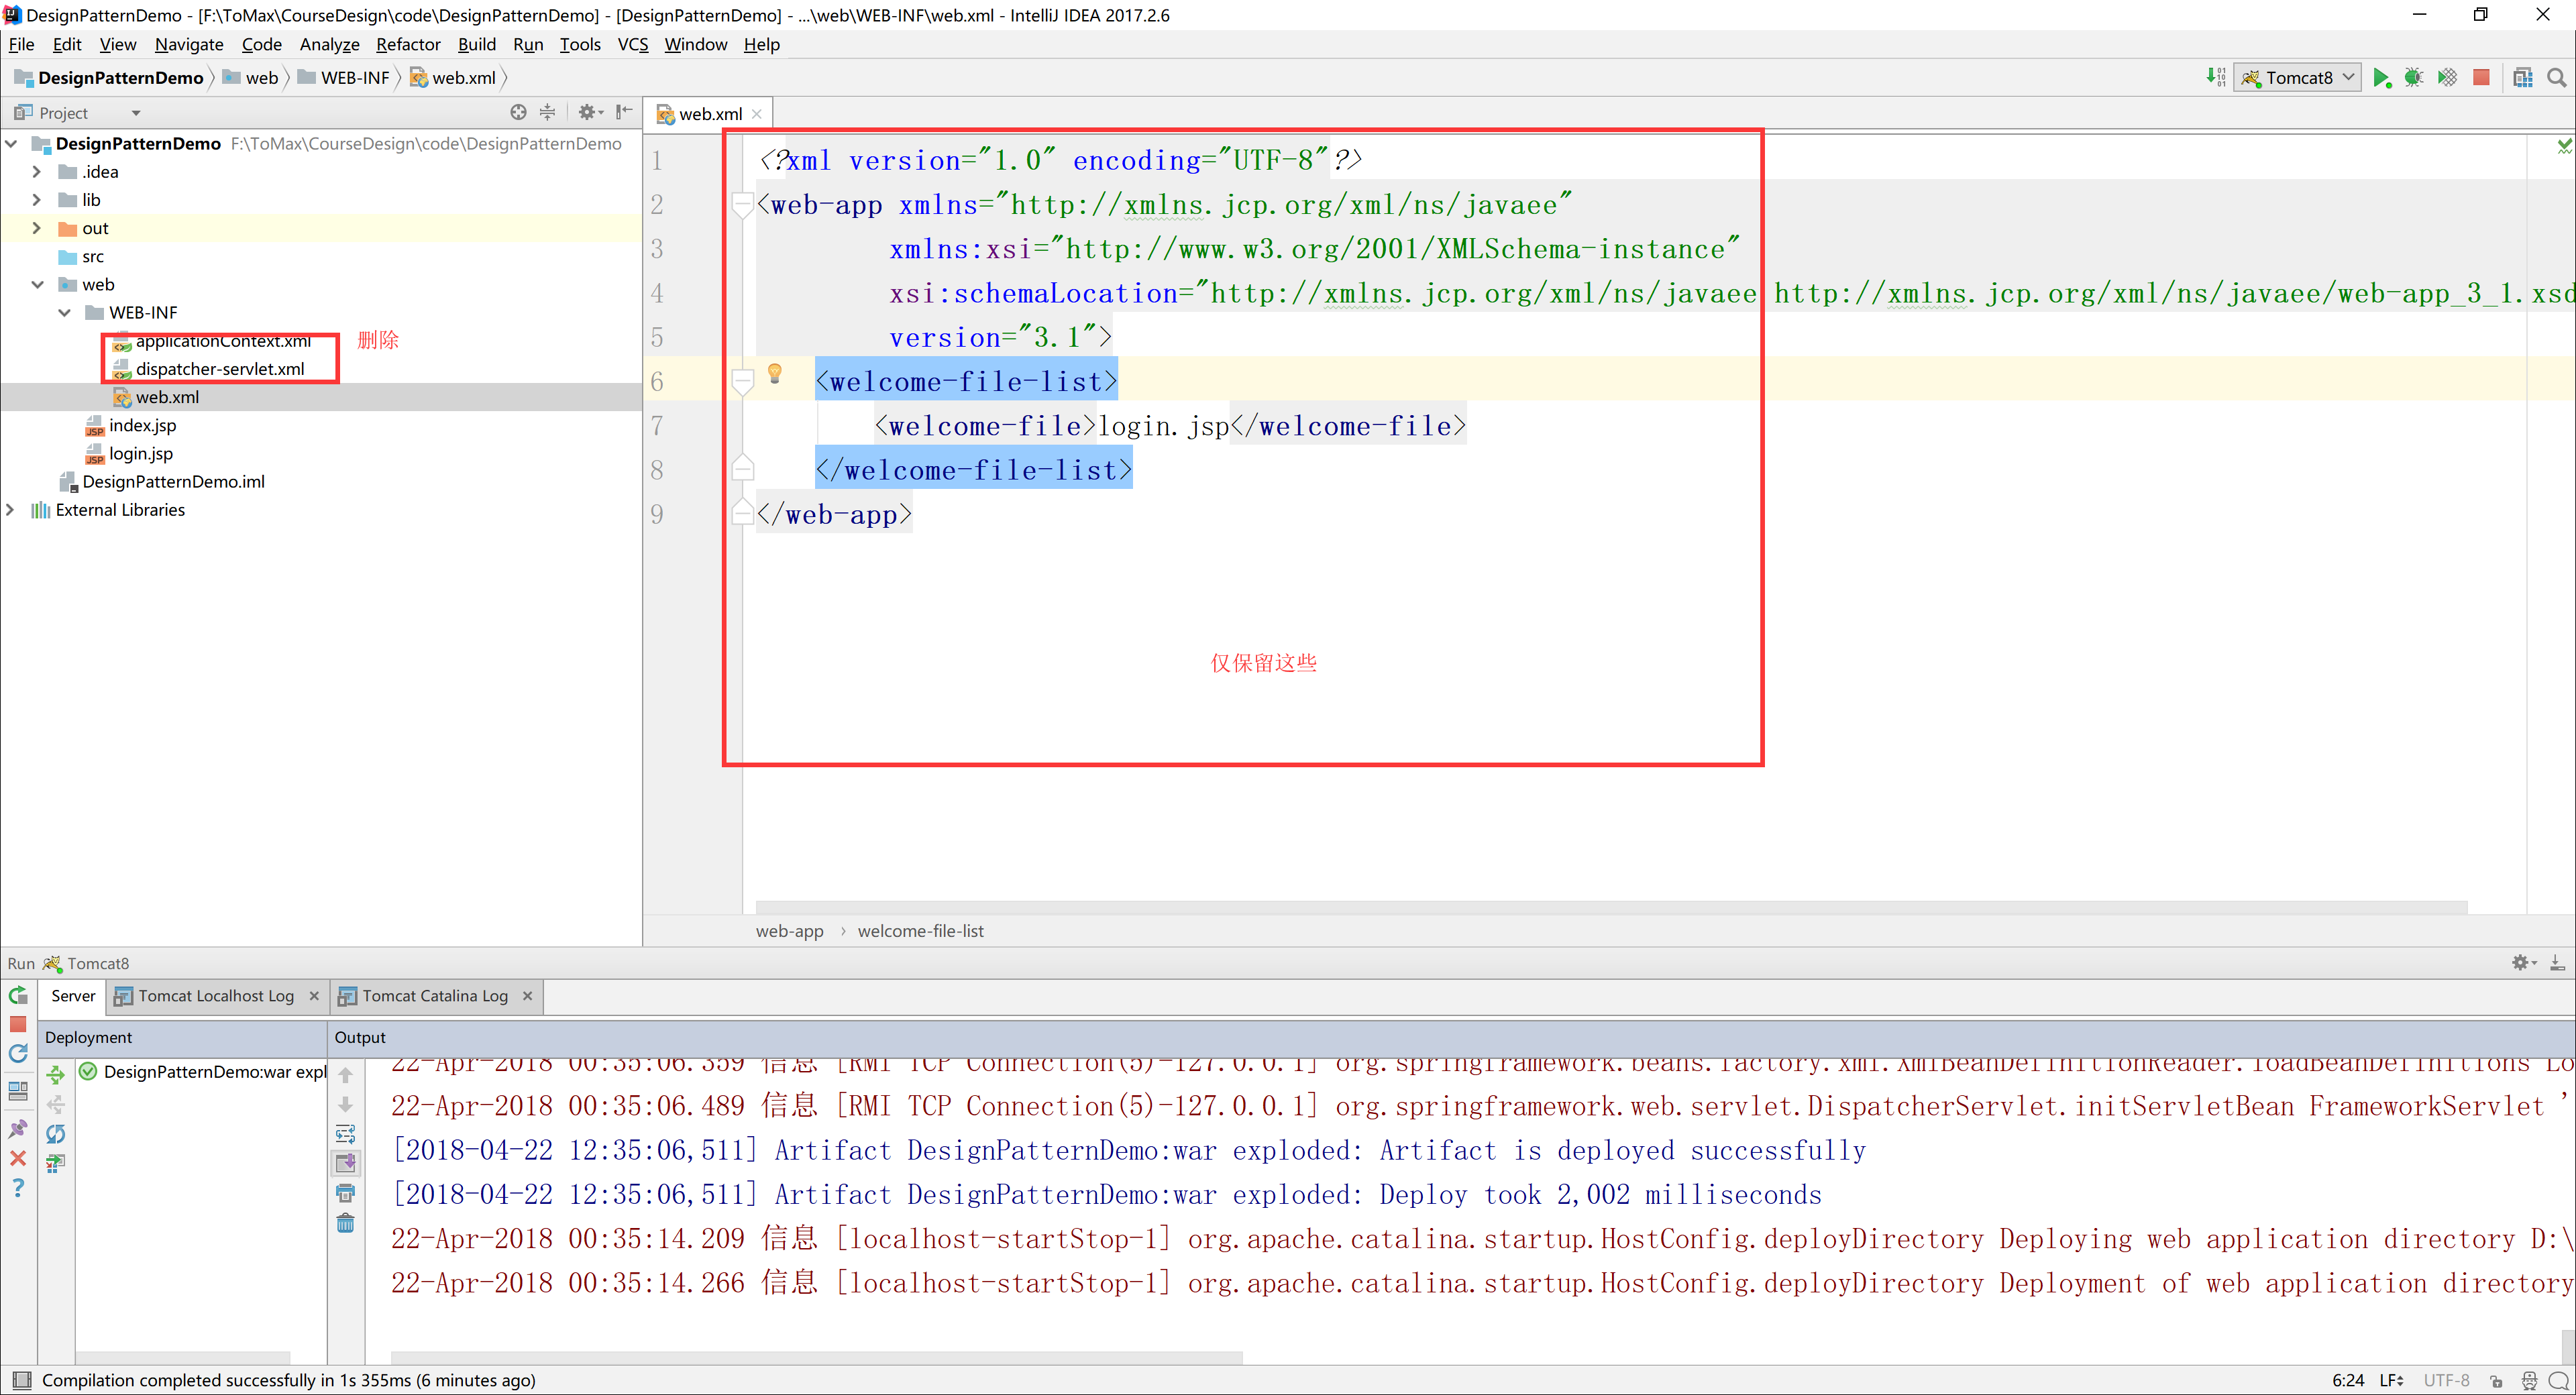 DesignPatternDemo - [F:\ToMax\CourseDesign\code\DesignPatternDemo] - [DesignPatternDemo] - ...\web\WEB-INF\web.xml - IntelliJ IDEA 2017.2.6
File Edit View Navigate Code Analyze Refactor Build Run Tools VCS Window Help
DesignPatternDemo web WEB-INF web.xml
Tomcat8
Project
web.xml
DesignPatternDemo F:\ToMax\CourseDesign\code\DesignPatternDemo
.idea
lib
out
src
web
WEB-INF
applicationContext.xml
删除
dispatcher-servlet.xml
web.xml
index.jsp
login.jsp
DesignPatternDemo.iml
External Libraries
1 <?xml version="1.0" encoding="UTF-8"?>
2 <web-app xmlns="http://xmlns.jcp.org/xml/ns/javaee"
3 xmlns:xsi="http://www.w3.org/2001/XMLSchema-instance"
4 xsi:schemaLocation="http://xmlns.jcp.org/xml/ns/javaee http://xmlns.jcp.org/xml/ns/javaee/web-app_3_1.xsd
5 version="3.1">
6 <welcome-file-list>
7 <welcome-file>login.jsp</welcome-file>
8 </welcome-file-list>
9 </web-app>
仅保留这些
web-app › welcome-file-list
Run Tomcat8
Server Tomcat Localhost Log Tomcat Catalina Log
Deployment Output
DesignPatternDemo:war expl
22-Apr-2018 00:35:06.359 信息 [RMI TCP Connection(5)-127.0.0.1] org.springframework.beans.factory.xml.XmlBeanDefinitionReader.loadBeanDefinitions Lo
22-Apr-2018 00:35:06.489 信息 [RMI TCP Connection(5)-127.0.0.1] org.springframework.web.servlet.DispatcherServlet.initServletBean FrameworkServlet '
[2018-04-22 12:35:06,511] Artifact DesignPatternDemo:war exploded: Artifact is deployed successfully
[2018-04-22 12:35:06,511] Artifact DesignPatternDemo:war exploded: Deploy took 2,002 milliseconds
22-Apr-2018 00:35:14.209 信息 [localhost-startStop-1] org.apache.catalina.startup.HostConfig.deployDirectory Deploying web application directory D:\
22-Apr-2018 00:35:14.266 信息 [localhost-startStop-1] org.apache.catalina.startup.HostConfig.deployDirectory Deployment of web application directory
Compilation completed successfully in 1s 355ms (6 minutes ago)
6:24 LF UTF-8